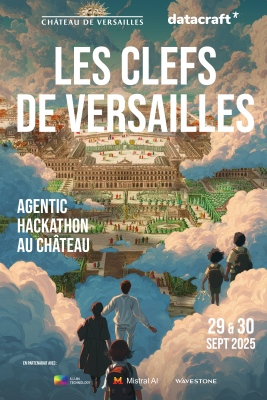 CHÂTEAU DE VERSAILLES
datacraft*
LES CLEFS
DE VERSAILLES
AGENTIC
HACKATHON
AU CHÂTEAU
29 & 30
SEPT 2025
EN PARTENARIAT AVEC
Mistral AI
WAVESTONE